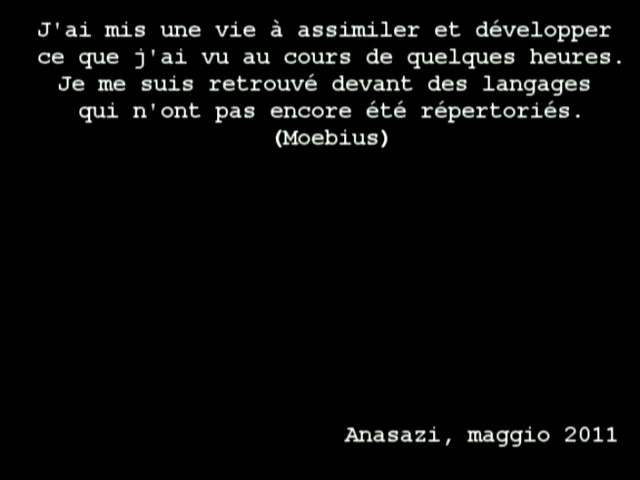 J'ai mis une vie à assimiler et développer
ce que j'ai vu au cours de quelques heures.
Je me suis retrouvé devant des langages
qui n'ont pas encore été répertoriés.
(Moebius)
Anasazi, maggio 2011